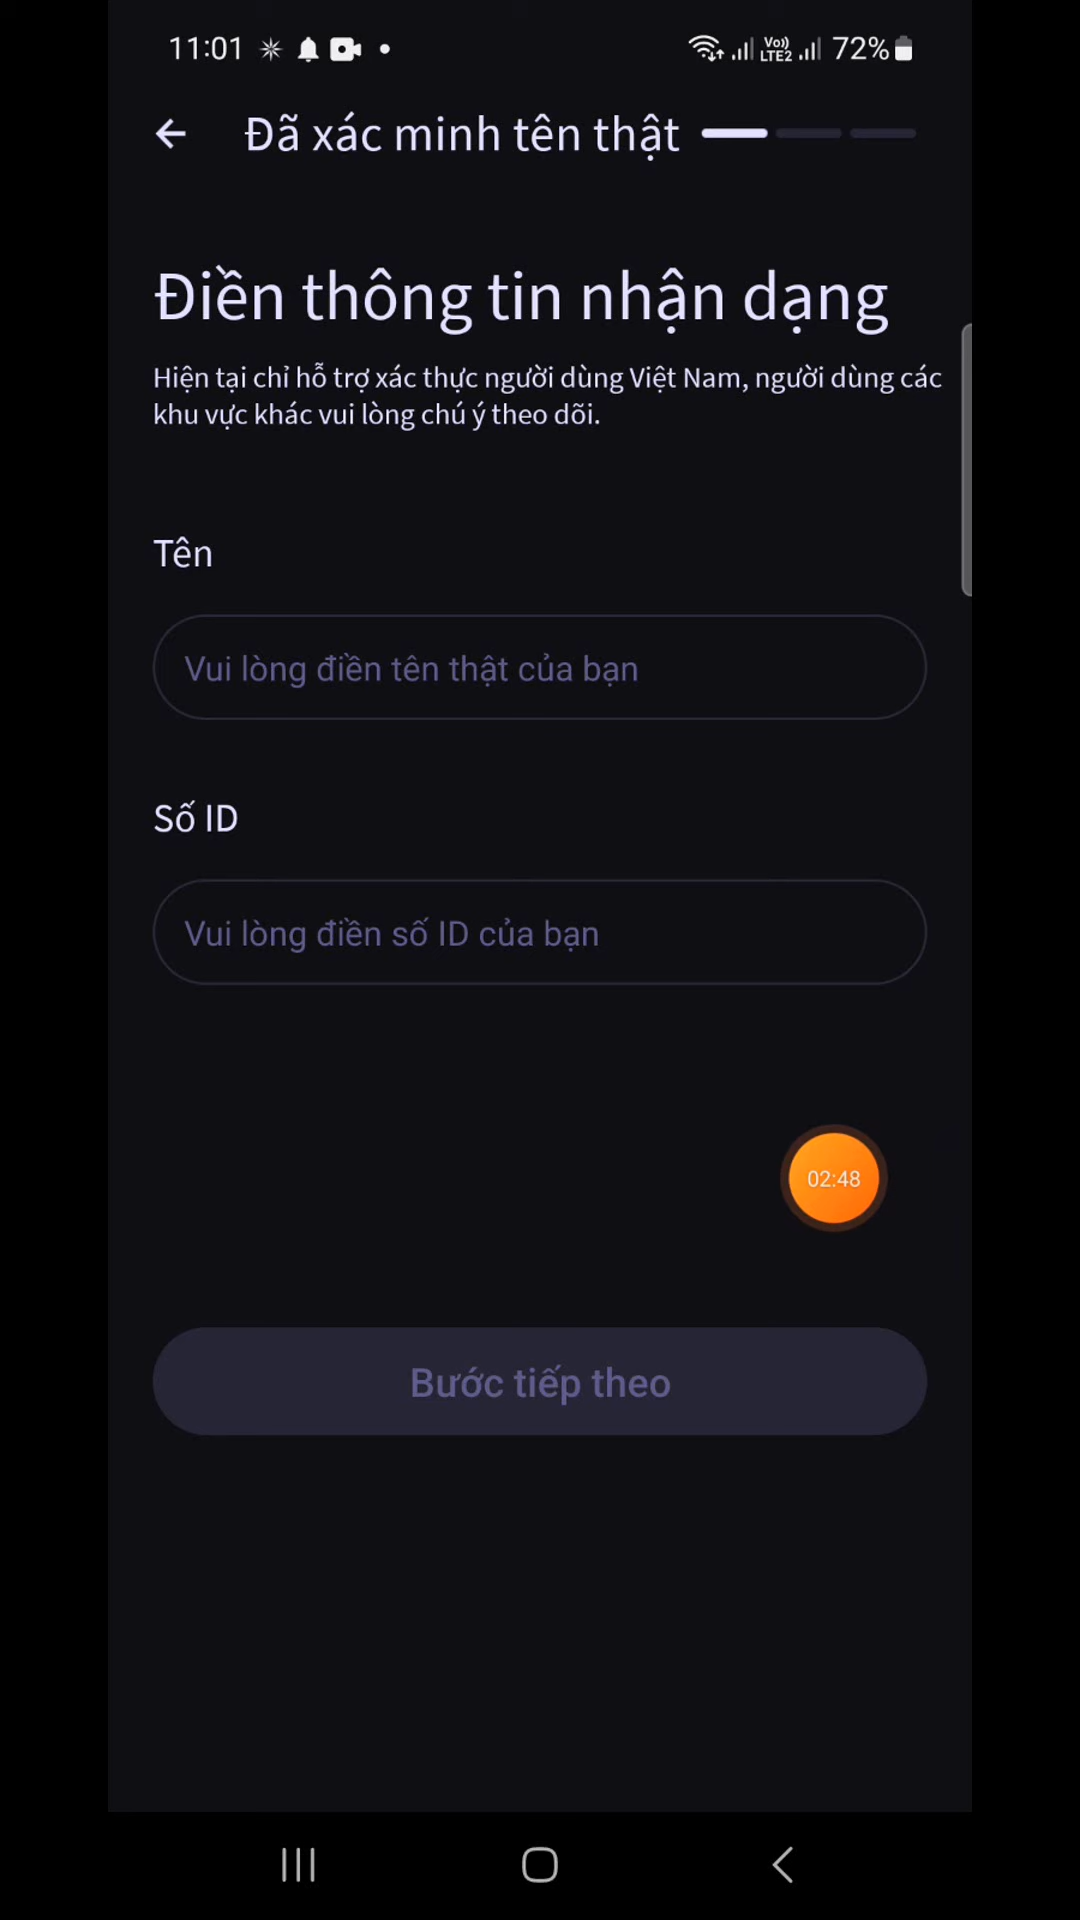 11:01
Vo)) LTE2 72%
Đã xác minh tên thật
Điền thông tin nhận dạng
Hiện tại chỉ hỗ trợ xác thực người dùng Việt Nam, người dùng các
khu vực khác vui lòng chú ý theo dõi.
Tên
Vui lòng điền tên thật của bạn
Số ID
Vui lòng điền số ID của bạn
02:48
Bước tiếp theo